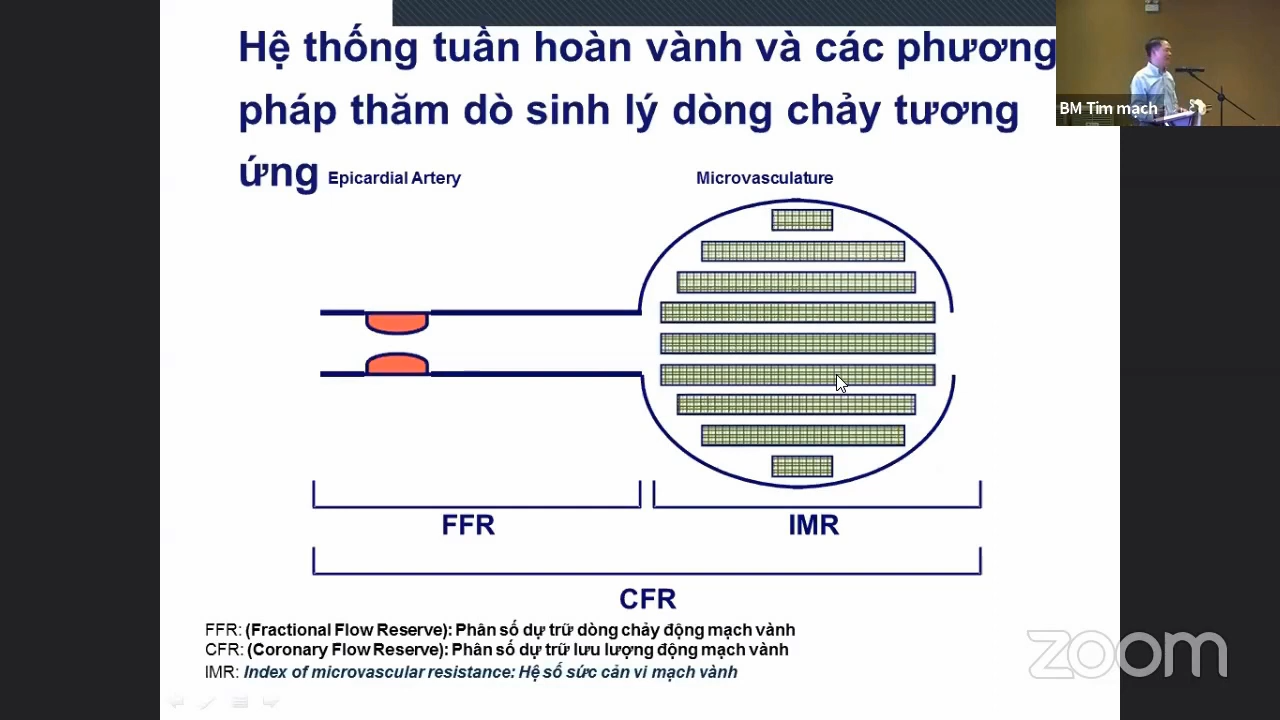 Hệ thống tuần hoàn vành và các phương
pháp thăm dò sinh lý dòng chảy tương
ứng
BM Tim mạch
Epicardial Artery
Microvasculature
FFR
IMR
CFR
FFR: (Fractional Flow Reserve): Phân số dự trữ dòng chảy động mạch vành
CFR: (Coronary Flow Reserve): Phân số dự trữ lưu lượng động mạch vành
IMR: Index of microvascular resistance: Hệ số sức cản vi mạch vành
zoom